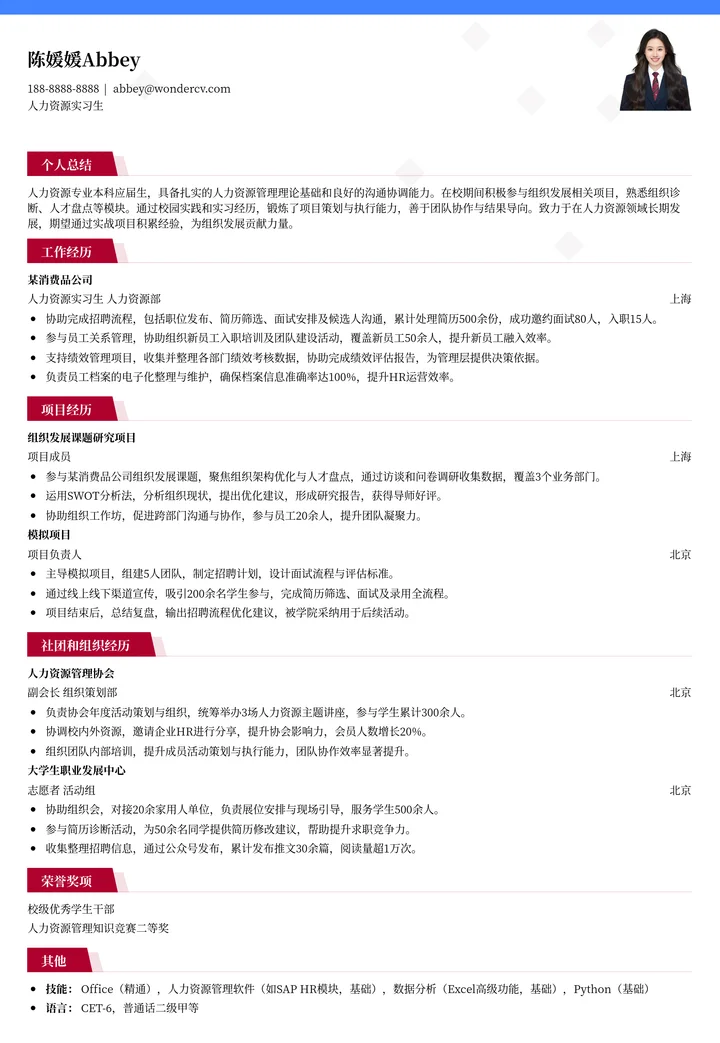 陈媛媛Abbey
188-8888-8888 | abbey@wondercv.com
人力资源实习生
个人总结
人力资源专业本科应届生，具备扎实的人力资源管理理论基础和良好的沟通协调能力。在校期间积极参与组织发展相关项目，熟悉组织诊
断、人才盘点等模块。通过校园实践和实习经历，锻炼了项目策划与执行能力，善于团队协作与结果导向。致力于在人力资源领域长期发
展，期望通过实战项目积累经验，为组织发展贡献力量。
工作经历
某消费品公司
人力资源实习生 人力资源部 上海
• 协助完成招聘流程，包括职位发布、简历筛选、面试安排及候选人沟通，累计处理简历500余份，成功邀约面试80人，入职15人。
• 参与员工关系管理，协助组织新员工入职培训及团队建设活动，覆盖新员工50余人，提升新员工融入效率。
• 支持绩效管理项目，收集并整理各部门绩效考核数据，协助完成绩效评估报告，为管理层提供决策依据。
• 负责员工档案的电子化整理与维护，确保档案信息准确率达100%，提升HR运营效率。
项目经历
组织发展课题研究项目
项目成员 上海
• 参与某消费品公司组织发展课题，聚焦组织架构优化与人才盘点，通过访谈和问卷调研收集数据，覆盖3个业务部门。
• 运用SWOT分析法，分析组织现状，提出优化建议，形成研究报告，获得导师好评。
• 协助组织工作坊，促进跨部门沟通与协作，参与员工20余人，提升团队凝聚力。
模拟项目
项目负责人 北京
• 主导模拟项目，组建5人团队，制定招聘计划，设计面试流程与评估标准。
• 通过线上线下渠道宣传，吸引200余名学生参与，完成简历筛选、面试及录用全流程。
• 项目结束后，总结复盘，输出招聘流程优化建议，被学院采纳用于后续活动。
社团和组织经历
人力资源管理协会
副会长 组织策划部 北京
• 负责协会年度活动策划与组织，统筹举办3场人力资源主题讲座，参与学生累计300余人。
• 协调校内外资源，邀请企业HR进行分享，提升协会影响力，会员人数增长20%。
• 组织团队内部培训，提升成员活动策划与执行能力，团队协作效率显著提升。
大学生职业发展中心
志愿者 活动组 北京
• 协助组织会，对接20余家用人单位，负责展位安排与现场引导，服务学生500余人。
• 参与简历诊断活动，为50余名同学提供简历修改建议，帮助提升求职竞争力。
• 收集整理招聘信息，通过公众号发布，累计发布推文30余篇，阅读量超1万次。
荣誉奖项
校级优秀学生干部
人力资源管理知识竞赛二等奖
其他
• 技能： Office（精通），人力资源管理软件（如SAP HR模块，基础），数据分析（Excel高级功能，基础），Python（基础）
• 语言： CET-6，普通话二级甲等